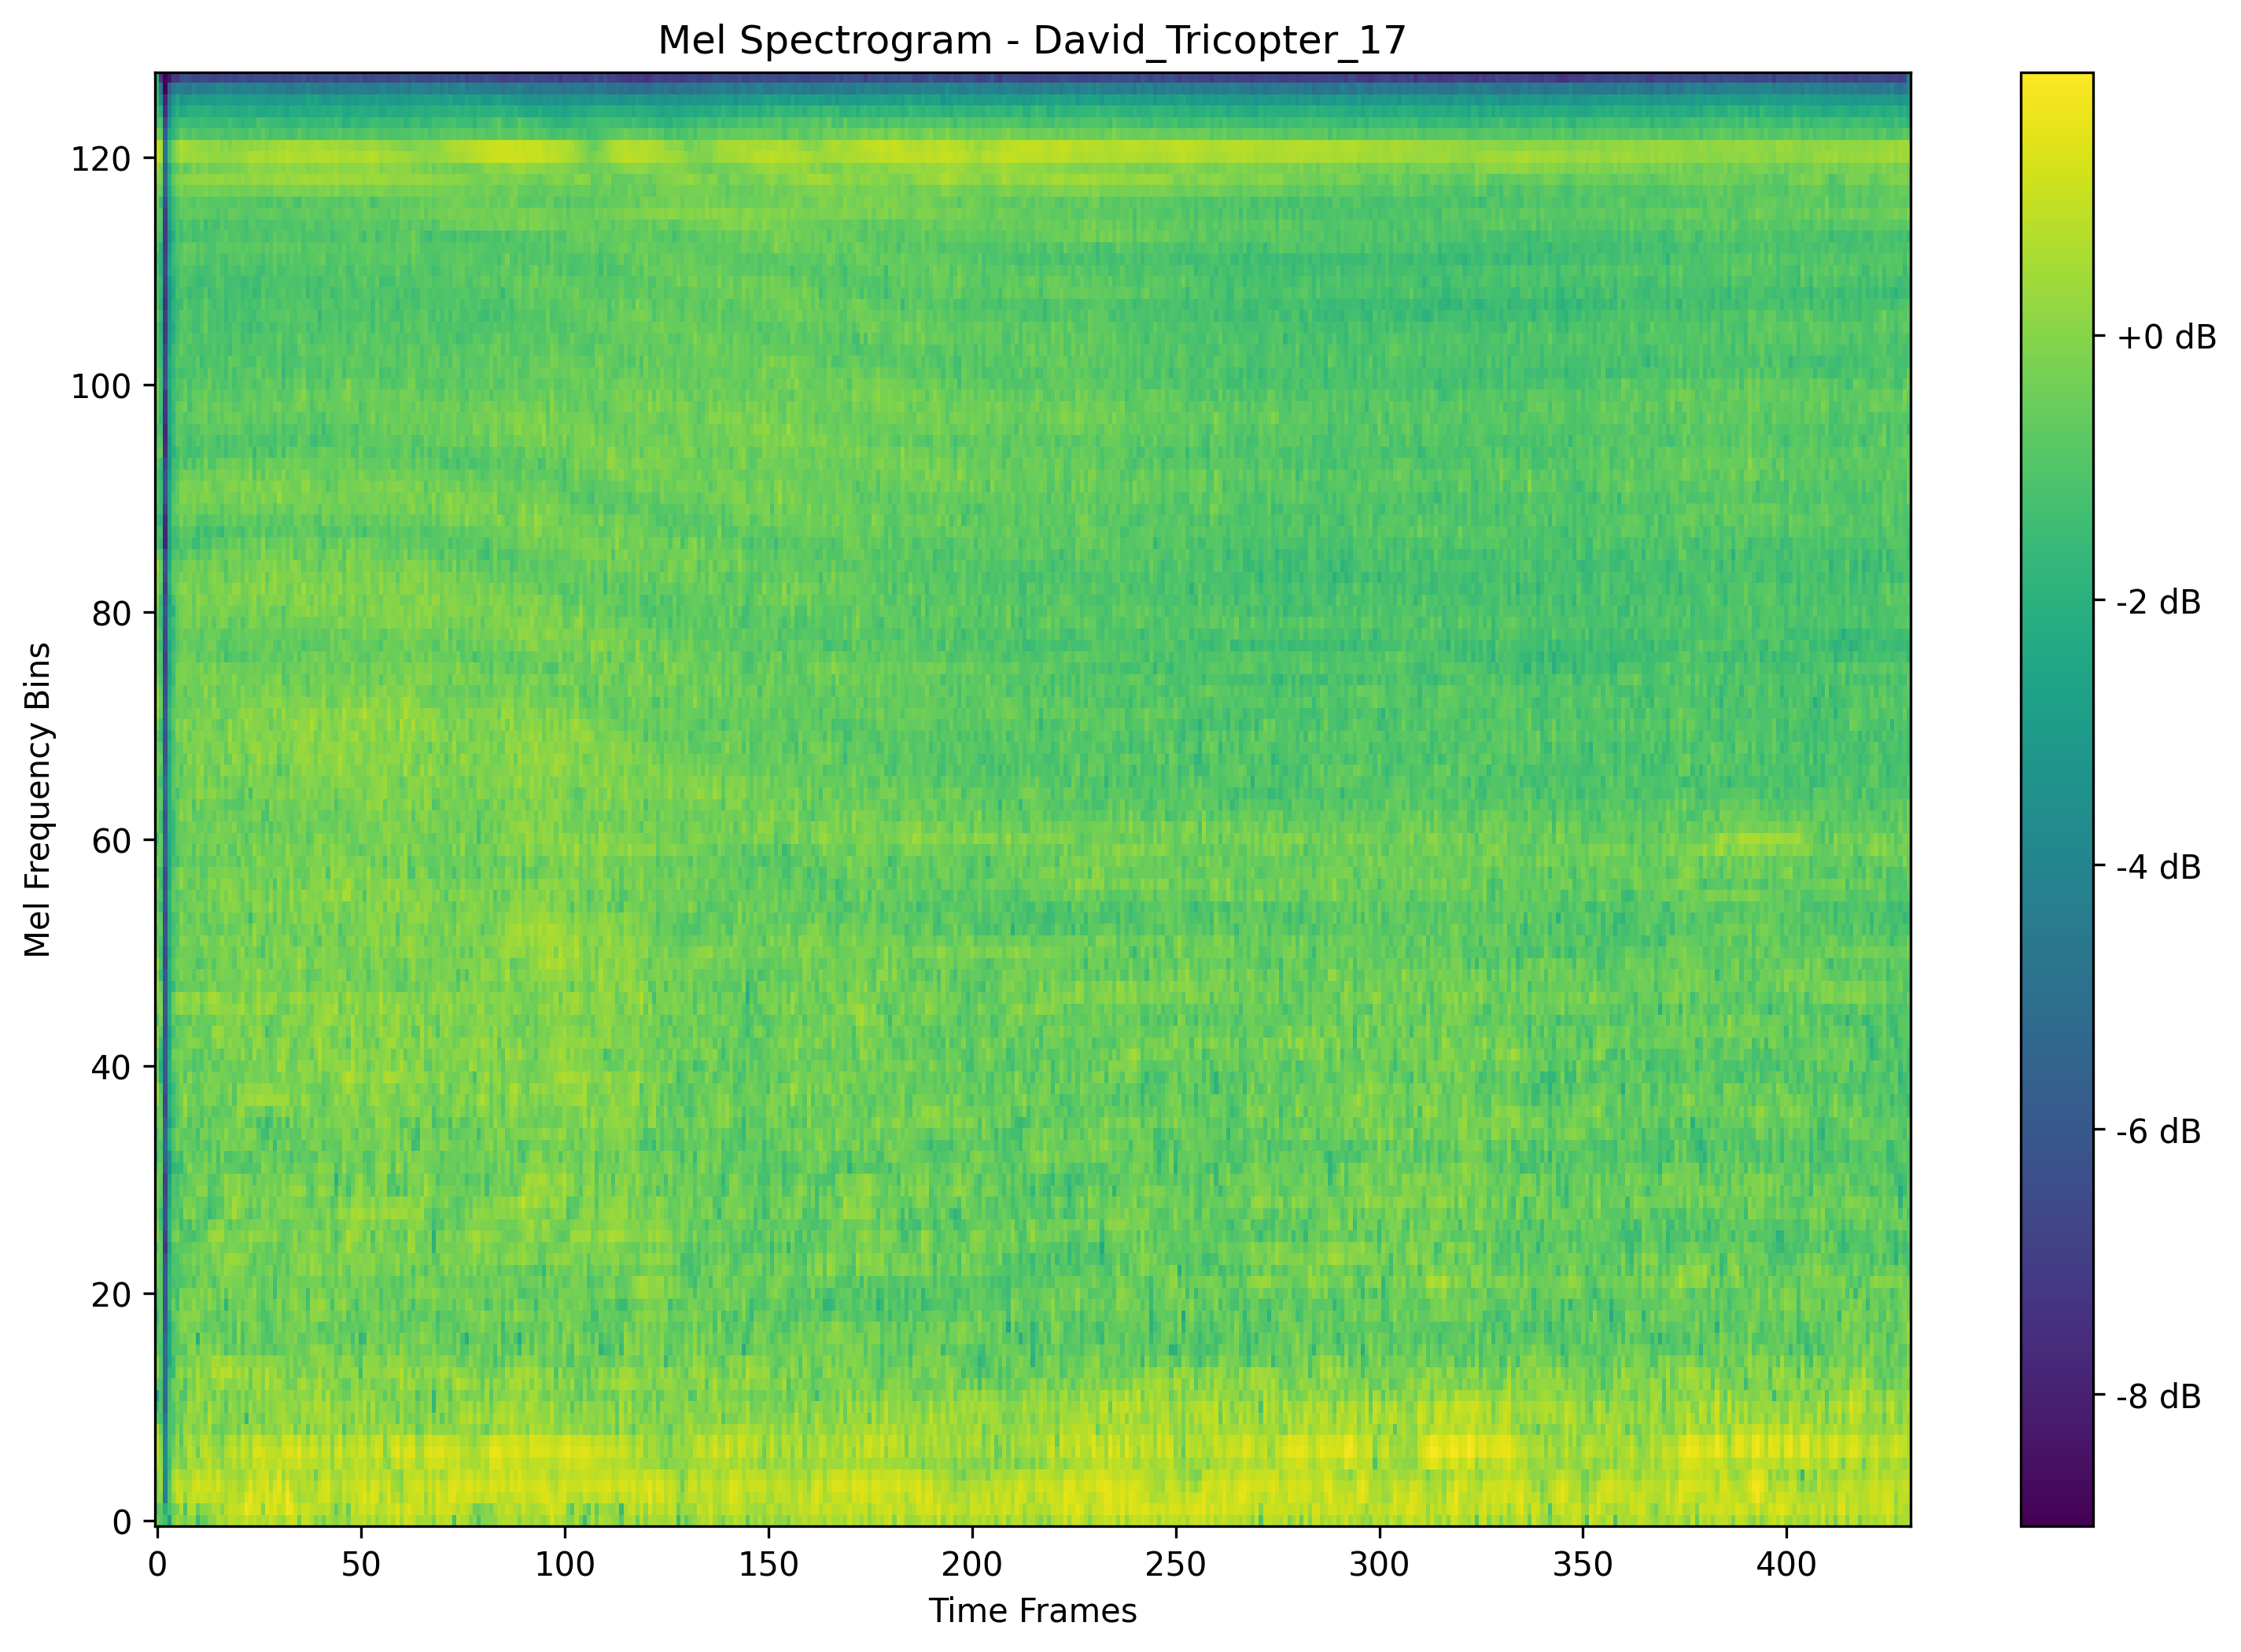 Mel Spectrogram - David_Tricopter_17
Mel Frequency Bins
120
100
80
60
40
20
0
0 50 100 150 200 250 300 350 400
Time Frames
+0 dB
-2 dB
-4 dB
-6 dB
-8 dB